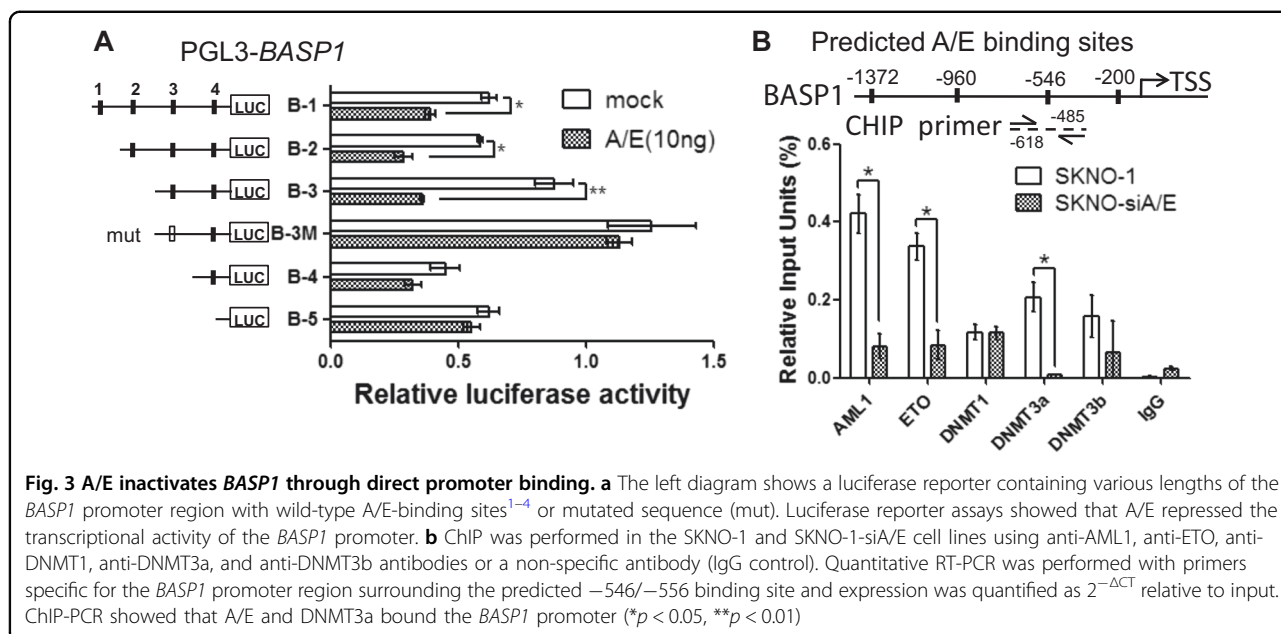 A
PGL3-BASP1
1 2 3 4
LUC B-1
LUC B-2
LUC B-3
mut LUC B-3M
LUC B-4
LUC B-5
mock
A/E(10ng)
*
*
**
0.0 0.5 1.0 1.5
Relative luciferase activity
B Predicted A/E binding sites
-1372 -960 -546 -200
BASP1 TSS
CHIP primer -485
-618
Relative Input Units (%)
0.6
0.4
0.2
0.0
SKNO-1
SKNO-siA/E
* * *
AML1 ETO DNMT1 DNMT3a DNMT3b IgG
Fig. 3 A/E inactivates BASP1 through direct promoter binding. a The left diagram shows a luciferase reporter containing various lengths of the
BASP1 promoter region with wild-type A/E-binding sites¹⁻⁴ or mutated sequence (mut). Luciferase reporter assays showed that A/E repressed the
transcriptional activity of the BASP1 promoter. b ChIP was performed in the SKNO-1 and SKNO-1-siA/E cell lines using anti-AML1, anti-ETO, anti-
DNMT1, anti-DNMT3a, and anti-DNMT3b antibodies or a non-specific antibody (IgG control). Quantitative RT-PCR was performed with primers
specific for the BASP1 promoter region surrounding the predicted −546/−556 binding site and expression was quantified as 2^−ΔCT relative to input.
ChIP-PCR showed that A/E and DNMT3a bound the BASP1 promoter (*p < 0.05, **p < 0.01)